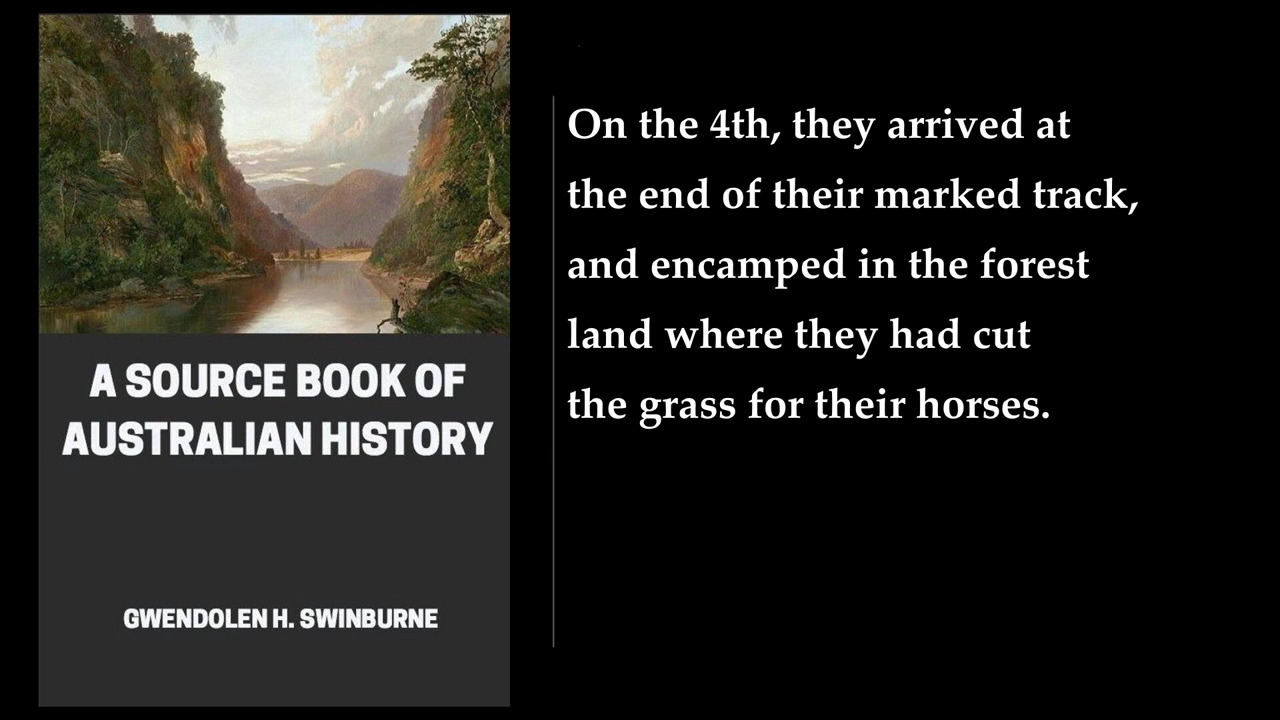 A SOURCE BOOK OF
AUSTRALIAN HISTORY
GWENDOLEN H. SWINBURNE
On the 4th, they arrived at
the end of their marked track,
and encamped in the forest
land where they had cut
the grass for their horses.